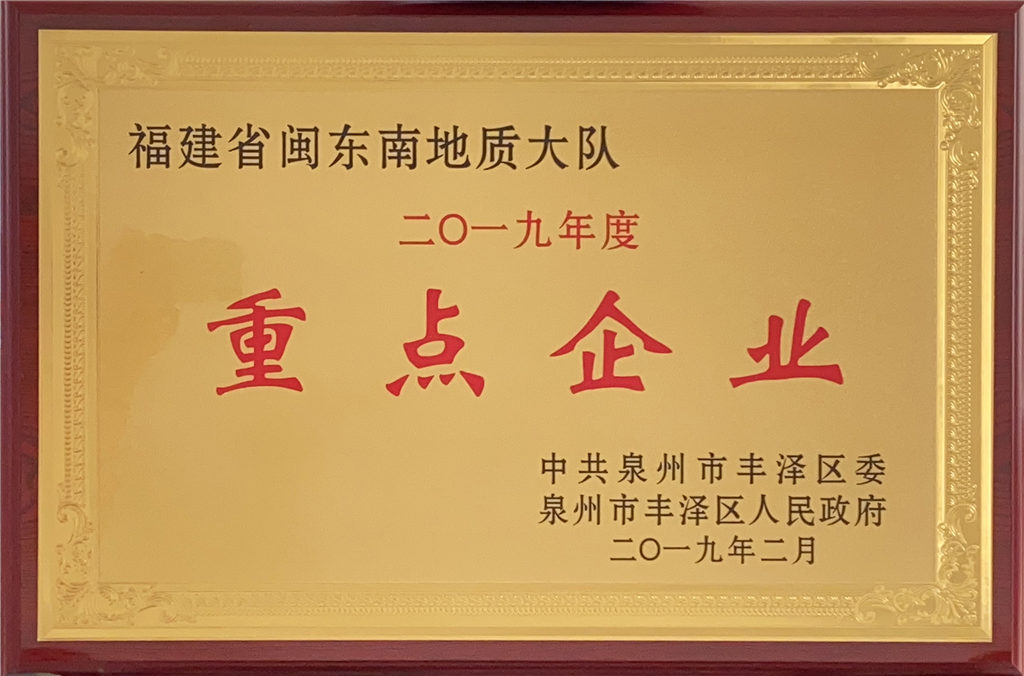 福建省闽东南地质大队
二〇一九年度
重点企业
中共泉州市丰泽区委
泉州市丰泽区人民政府
二〇一九年二月